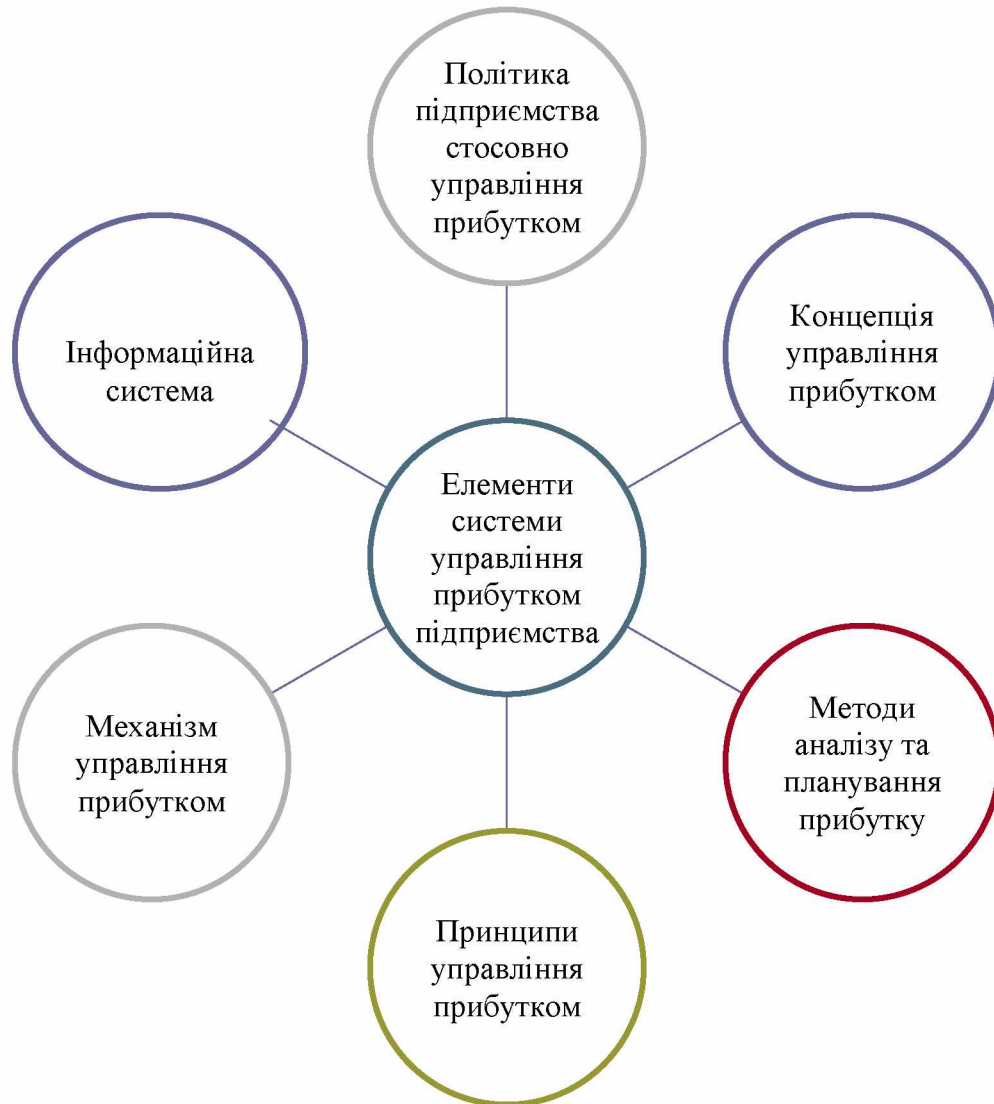 Політика
підприємства
стосовно
управління
прибутком
Інформаційна
система
Концепція
управління
прибутком
Елементи
системи
управління
прибутком
підприємства
Механізм
управління
прибутком
Методи
аналізу та
планування
прибутку
Принципи
управління
прибутком